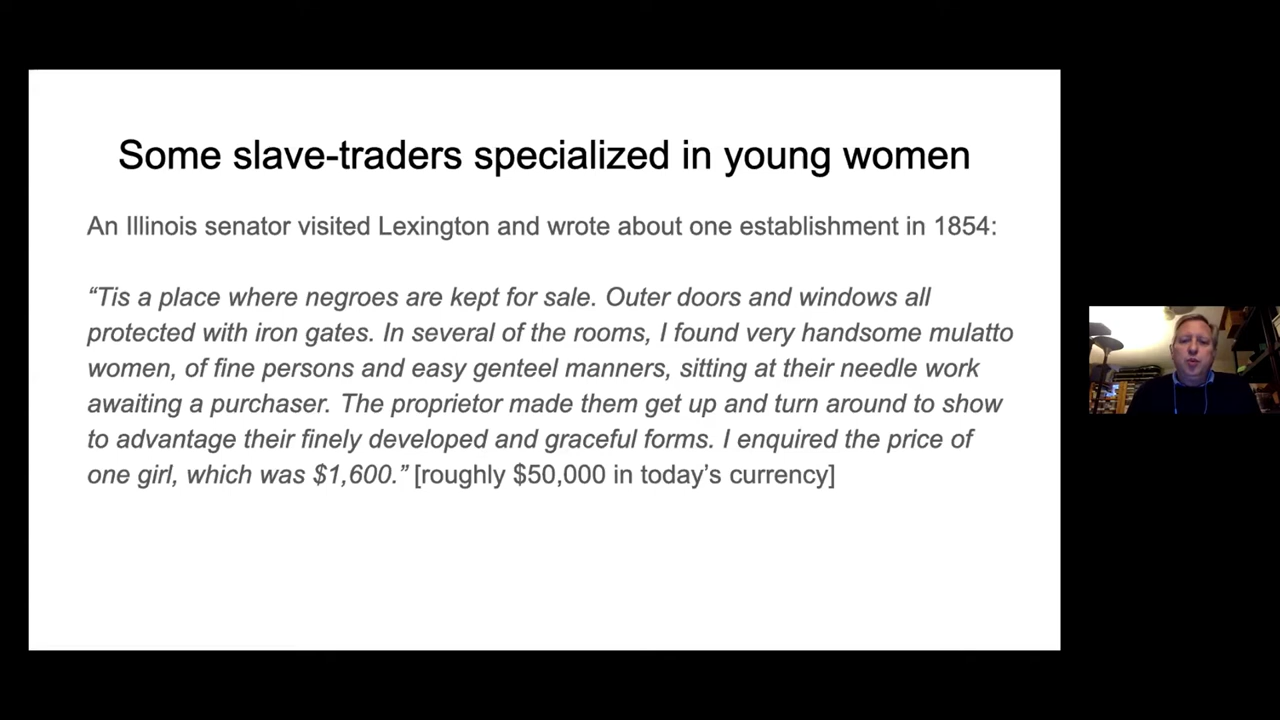 Some slave-traders specialized in young women
An Illinois senator visited Lexington and wrote about one establishment in 1854:
“Tis a place where negroes are kept for sale. Outer doors and windows all
protected with iron gates. In several of the rooms, I found very handsome mulatto
women, of fine persons and easy genteel manners, sitting at their needle work
awaiting a purchaser. The proprietor made them get up and turn around to show
to advantage their finely developed and graceful forms. I enquired the price of
one girl, which was $1,600.” [roughly $50,000 in today’s currency]